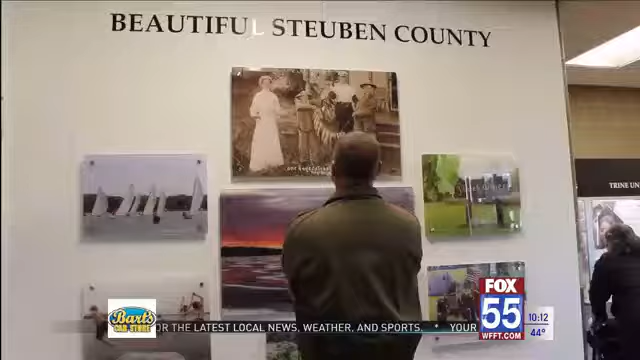 BEAUTIFUL STEUBEN COUNTY
TRINE UN
FOX
55
10:12
44°
WFFT.COM
Bart's
CAR STORE
OR THE LATEST LOCAL NEWS, WEATHER, AND SPORTS. * YOUR